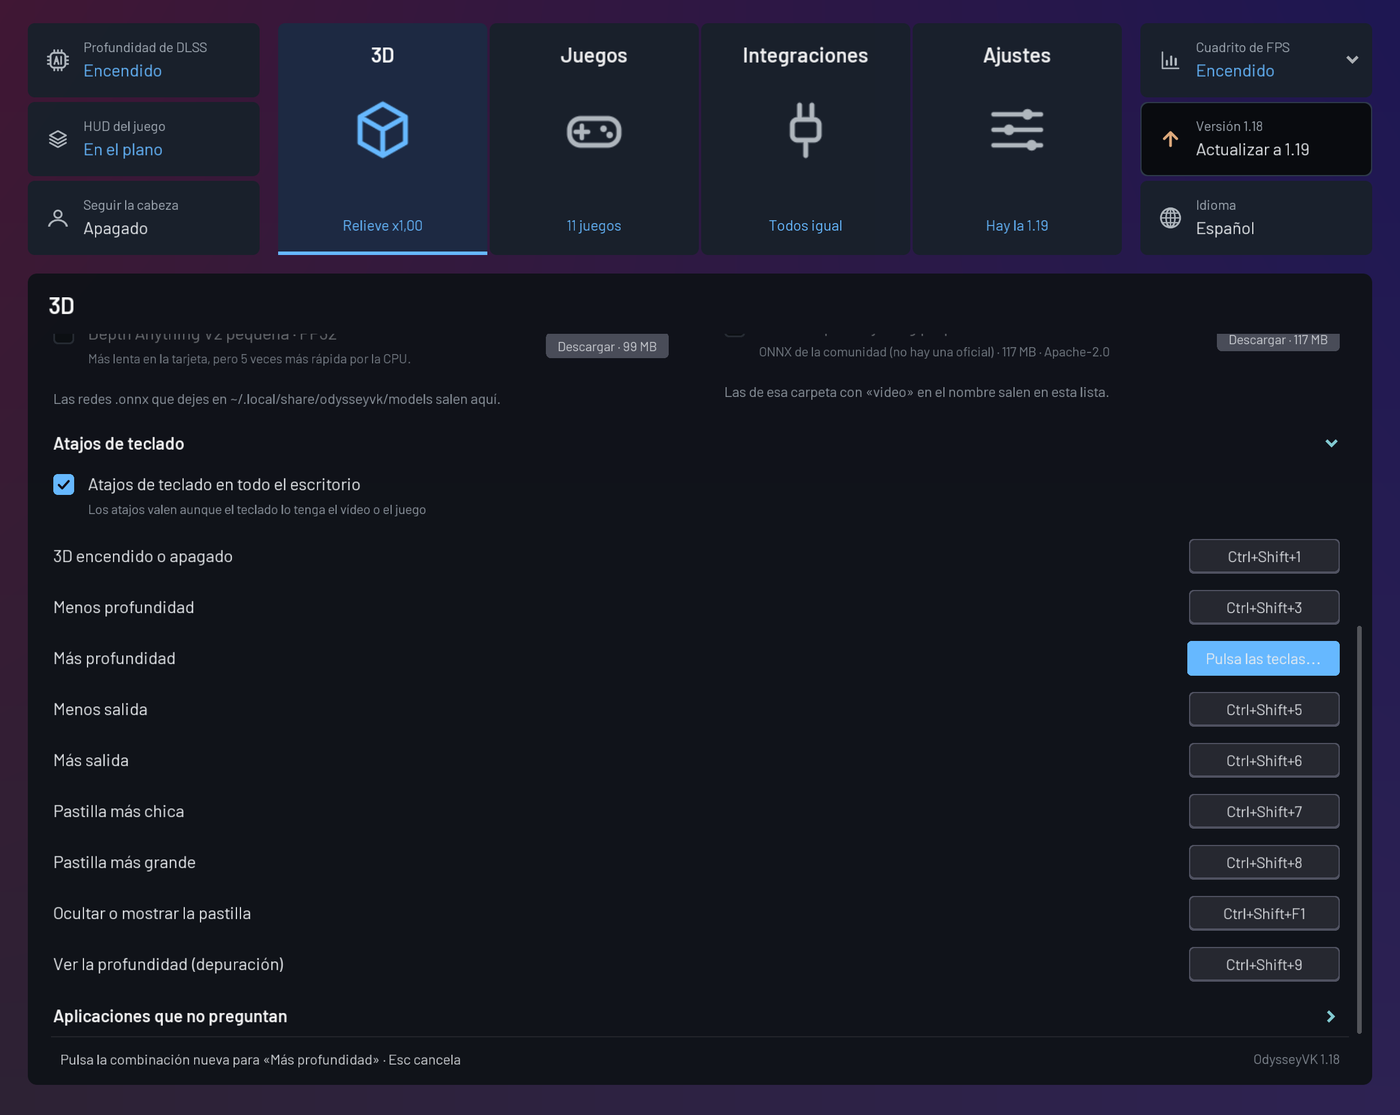 Profundidad de DLSS
Encendido
HUD del juego
En el plano
Seguir la cabeza
Apagado
3D
Relieve x1,00
Juegos
11 juegos
Integraciones
Todos igual
Ajustes
Hay la 1.19
Cuadrito de FPS
Encendido
Versión 1.18
Actualizar a 1.19
Idioma
Español
3D
Depth Anything V2 pequeña · FP32
Descargar · 99 MB
Más lenta en la tarjeta, pero 5 veces más rápida por la CPU.
Las redes .onnx que dejes en ~/.local/share/odysseyvk/models salen aquí.
Descargar · 117 MB
ONNX de la comunidad (no hay una oficial) · 117 MB · Apache-2.0
Las de esa carpeta con «video» en el nombre salen en esta lista.
Atajos de teclado
Atajos de teclado en todo el escritorio
Los atajos valen aunque el teclado lo tenga el video o el juego
3D encendido o apagado
Ctrl+Shift+1
Menos profundidad
Ctrl+Shift+3
Más profundidad
Pulsa las teclas...
Menos salida
Ctrl+Shift+5
Más salida
Ctrl+Shift+6
Pastilla más chica
Ctrl+Shift+7
Pastilla más grande
Ctrl+Shift+8
Ocultar o mostrar la pastilla
Ctrl+Shift+F1
Ver la profundidad (depuración)
Ctrl+Shift+9
Aplicaciones que no preguntan
Pulsa la combinación nueva para «Más profundidad» · Esc cancela
OdysseyVK 1.18